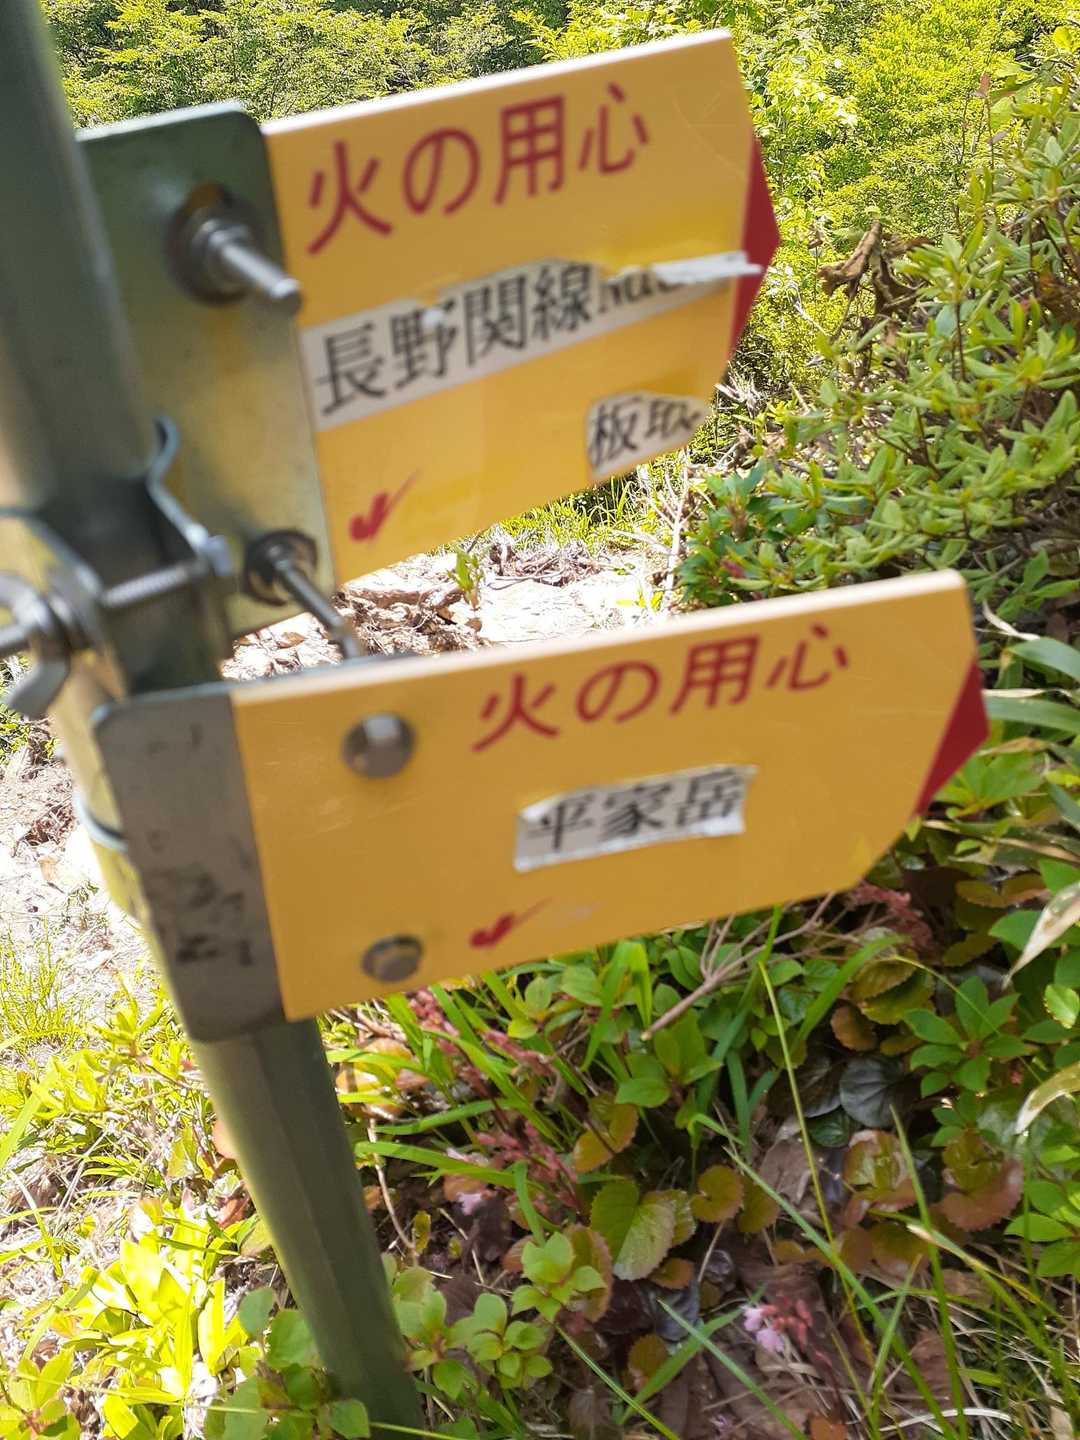 火の用心
長野関線
板取
火の用心
平家岳